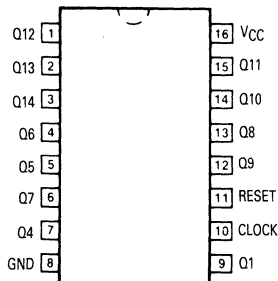 Q12 1 16 VCC
Q13 2 15 Q11
Q14 3 14 Q10
Q6 4 13 Q8
Q5 5 12 Q9
Q7 6 11 RESET
Q4 7 10 CLOCK
GND 8 9 Q1